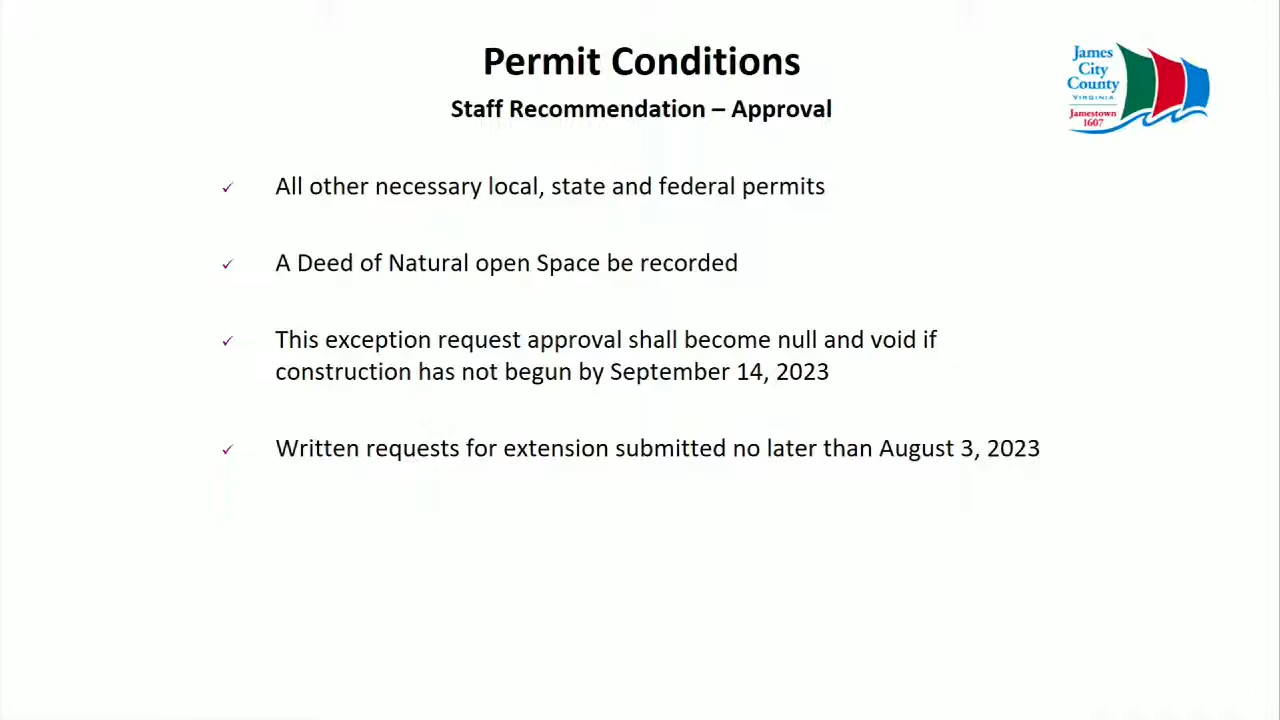 Permit Conditions
Staff Recommendation – Approval
James
City
County
VIRGINIA
Jamestown
1607
✓ All other necessary local, state and federal permits
✓ A Deed of Natural open Space be recorded
✓ This exception request approval shall become null and void if
construction has not begun by September 14, 2023
✓ Written requests for extension submitted no later than August 3, 2023